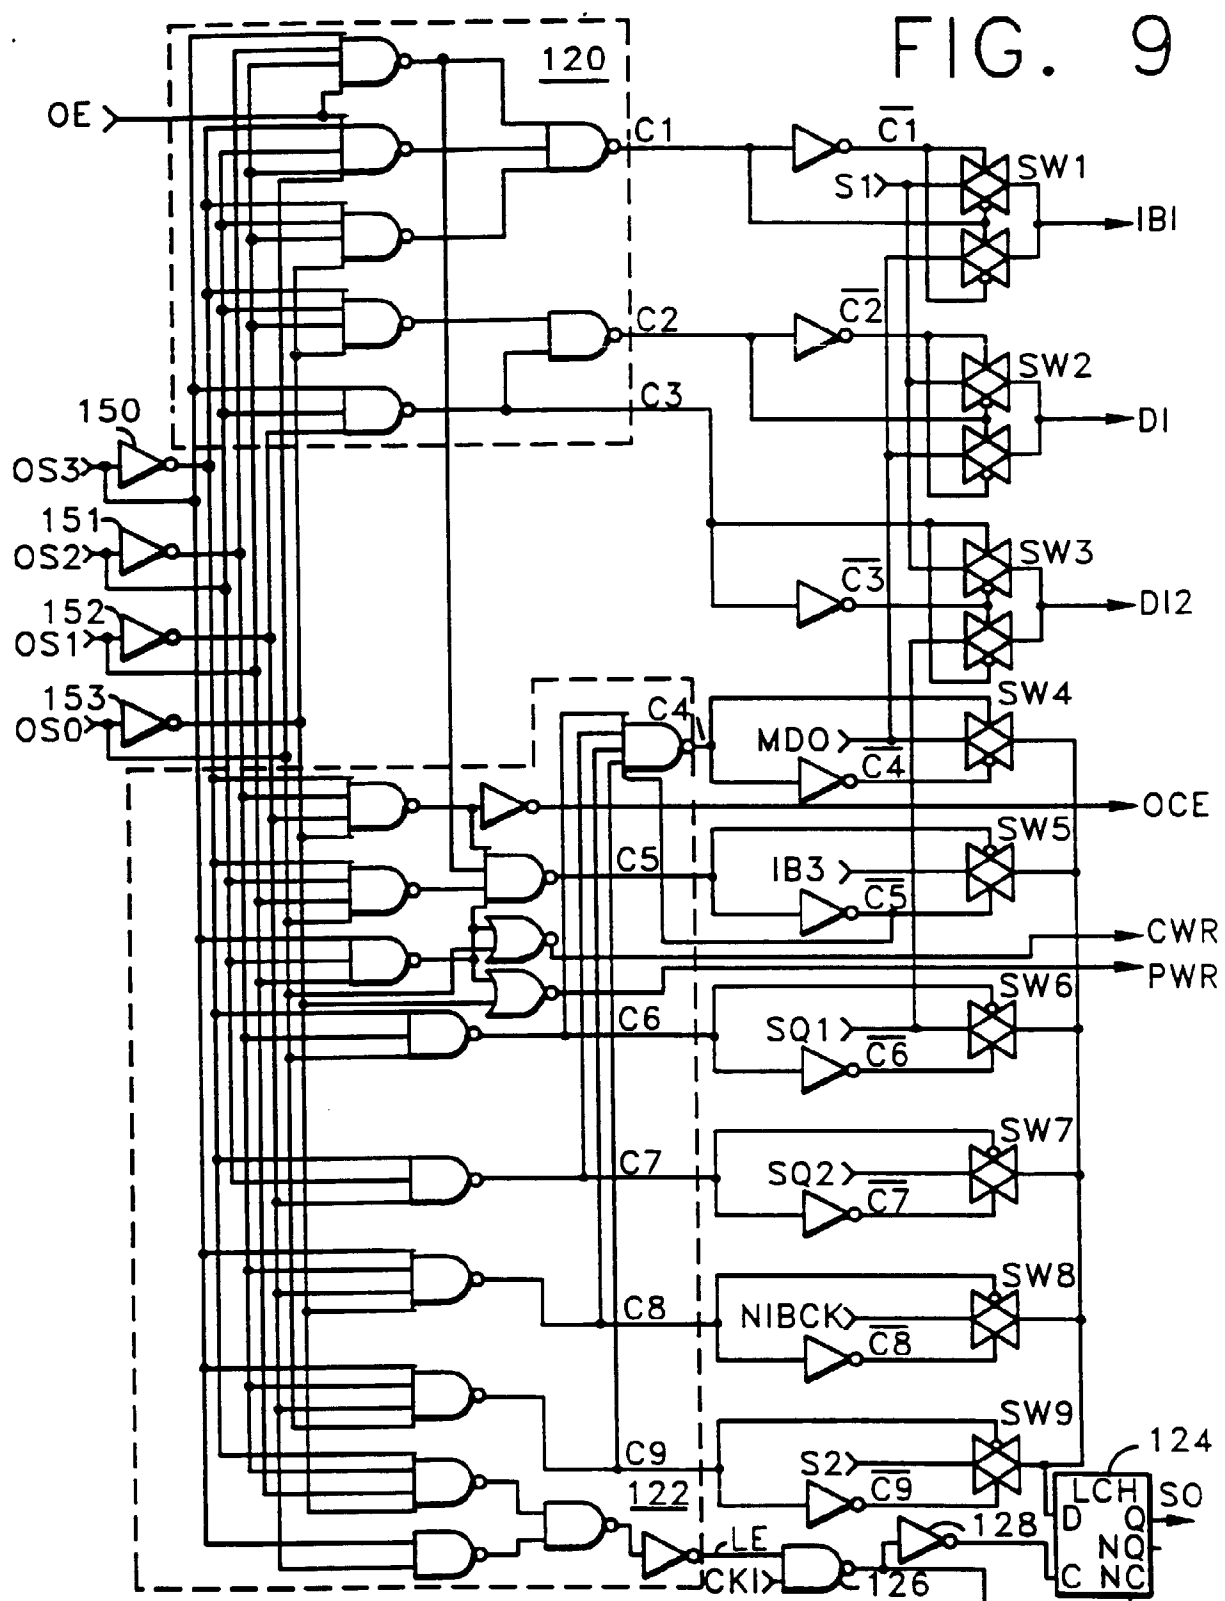 FIG. 9
120
OE
C1
C1
SW1
S1
IB1
C2
C2
SW2
DI
C3
150
OS3
151
OS2
C3
SW3
DI2
152
OS1
153
OS0
C4
SW4
MDO
C4
OCE
SW5
C5
IB3
C5
CWR
PWR
SW6
C6
SQ1
C6
SW7
C7
SQ2
C7
SW8
C8
NIBCK
C8
SW9
C9
S2
C9
124
122
LCH
SO
D Q
128
NQ
LE
C NC
CKI
126